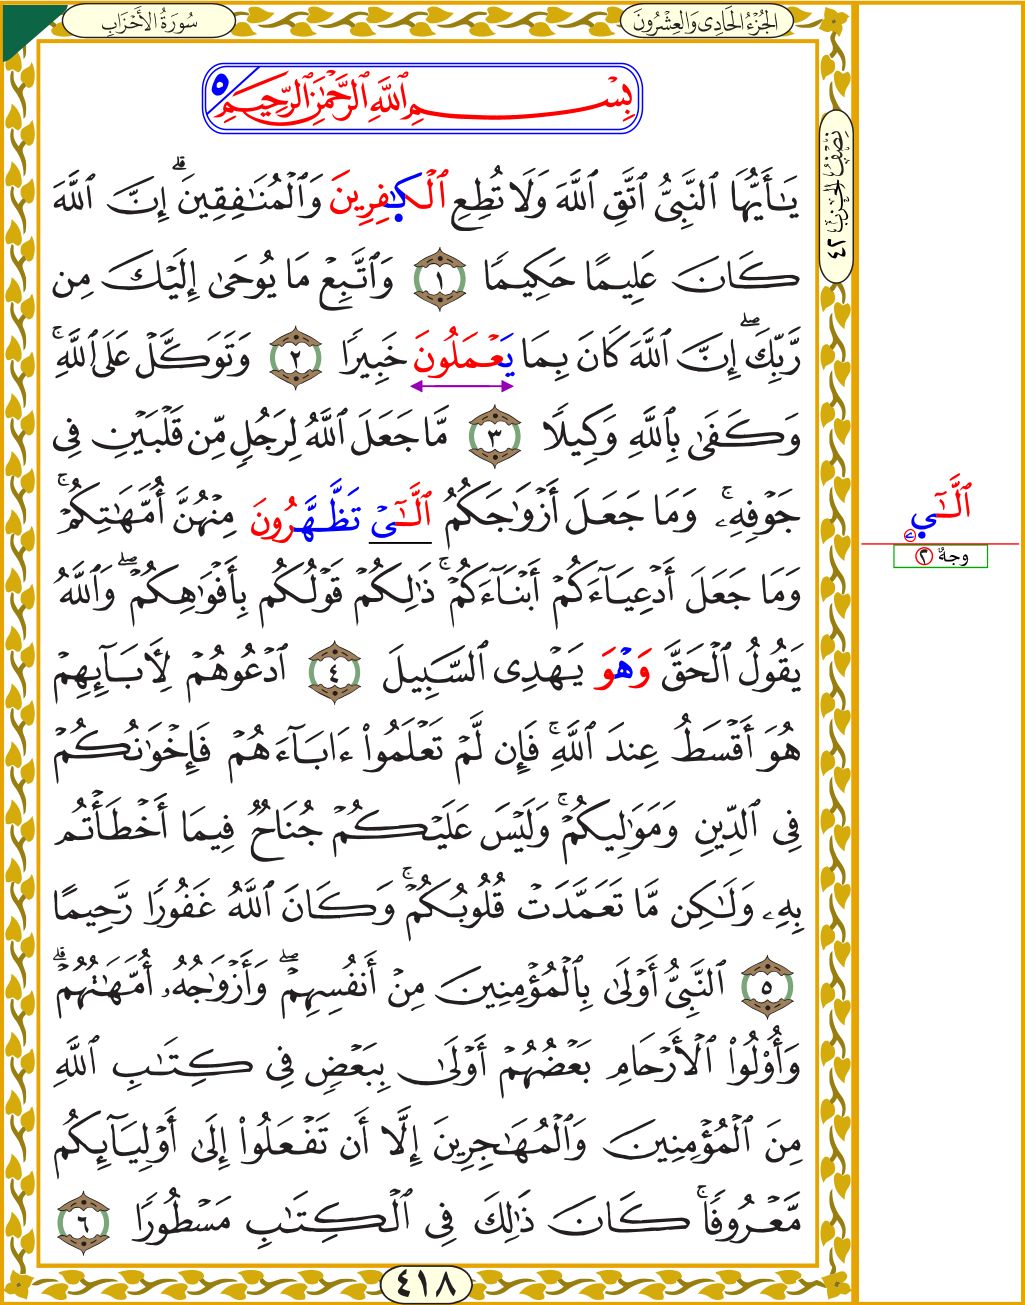 سُورَةُ الأَحْزَابِ
الجُزْءُ الحَادِي وَالعِشْرُونَ
نِصْفُ الحِزْبِ ٤٢
بِسْمِ ٱللَّهِ ٱلرَّحْمَٰنِ ٱلرَّحِيمِ ٥
يَٰٓأَيُّهَا ٱلنَّبِيُّ ٱتَّقِ ٱللَّهَ وَلَا تُطِعِ ٱلۡكَٰفِرِينَ وَٱلۡمُنَٰفِقِينَۗ إِنَّ ٱللَّهَ
كَانَ عَلِيمًا حَكِيمٗا ١ وَٱتَّبِعۡ مَا يُوحَىٰٓ إِلَيۡكَ مِن
رَّبِّكَۖ إِنَّ ٱللَّهَ كَانَ بِمَا يَعۡمَلُونَ خَبِيرٗا ٢ وَتَوَكَّلۡ عَلَى ٱللَّهِۚ
وَكَفَىٰ بِٱللَّهِ وَكِيلٗا ٣ مَّا جَعَلَ ٱللَّهُ لِرَجُلٖ مِّن قَلۡبَيۡنِ فِي
جَوۡفِهِۦۚ وَمَا جَعَلَ أَزۡوَٰجَكُمُ ٱلَّٰٓـِٔي تَظَّهَّرُونَ مِنۡهُنَّ أُمَّهَٰتِكُمۡۚ
وَمَا جَعَلَ أَدۡعِيَآءَكُمۡ أَبۡنَآءَكُمۡۚ ذَٰلِكُمۡ قَوۡلُكُم بِأَفۡوَٰهِكُمۡۖ وَٱللَّهُ
يَقُولُ ٱلۡحَقَّ وَهۡوَ يَهۡدِي ٱلسَّبِيلَ ٤ ٱدۡعُوهُمۡ لِأٓبَآئِهِمۡ
هُوَ أَقۡسَطُ عِندَ ٱللَّهِۚ فَإِن لَّمۡ تَعۡلَمُوٓاْ ءَابَآءَهُمۡ فَإِخۡوَٰنُكُمۡ
فِي ٱلدِّينِ وَمَوَٰلِيكُمۡۚ وَلَيۡسَ عَلَيۡكُمۡ جُنَاحٞ فِيمَآ أَخۡطَأۡتُم
بِهِۦ وَلَٰكِن مَّا تَعَمَّدَتۡ قُلُوبُكُمۡۚ وَكَانَ ٱللَّهُ غَفُورٗا رَّحِيمًا
٥ ٱلنَّبِيُّ أَوۡلَىٰ بِٱلۡمُؤۡمِنِينَ مِنۡ أَنفُسِهِمۡۖ وَأَزۡوَٰجُهُۥٓ أُمَّهَٰتُهُمۡۗ
وَأُوْلُواْ ٱلۡأَرۡحَامِ بَعۡضُهُمۡ أَوۡلَىٰ بِبَعۡضٖ فِي كِتَٰبِ ٱللَّهِ
مِنَ ٱلۡمُؤۡمِنِينَ وَٱلۡمُهَٰجِرِينَ إِلَّآ أَن تَفۡعَلُوٓاْ إِلَىٰٓ أَوۡلِيَآئِكُم
مَّعۡرُوفٗاۚ كَانَ ذَٰلِكَ فِي ٱلۡكِتَٰبِ مَسۡطُورٗا ٦
ٱلَّٰٓيِ
وجهٌ ٢
٤١٨